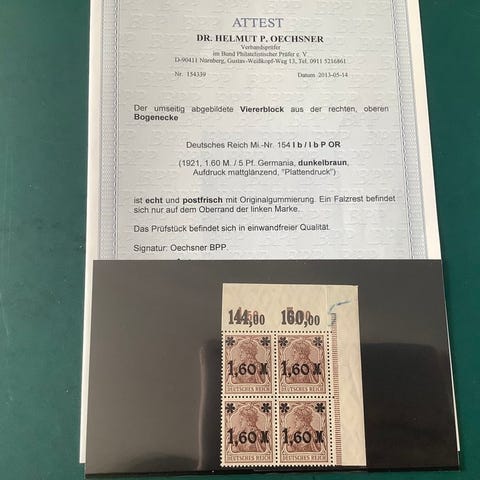 ATTEST
DR. HELMUT P. OECHSNER
Verbandsprüfer
im Bund Philatelistischer Prüfer e. V.
D-90411 Nürnberg, Gustav-Weißkopf-Weg 13, Tel. 0911 5216861
Nr. 154339 Datum 2013-05-14
Der umseitig abgebildete Viererblock aus der rechten, oberen
Bogenecke
Deutsches Reich Mi.-Nr. 154 I b / I b P OR
(1921, 1.60 M. / 5 Pf. Germania, dunkelbraun,
Aufdruck mattglänzend, "Plattendruck")
ist echt und postfrisch mit Originalgummierung. Ein Falzrest befindet
sich nur auf dem Oberrand der linken Marke.
Das Prüfstück befindet sich in einwandfreier Qualität.
Signatur: Oechsner BPP.
144,00 160,00
1,60 M 1,60 M
DEUTSCHES REICH DEUTSCHES REICH
1,60 M 1,60 M
DEUTSCHES REICH DEUTSCHES REICH